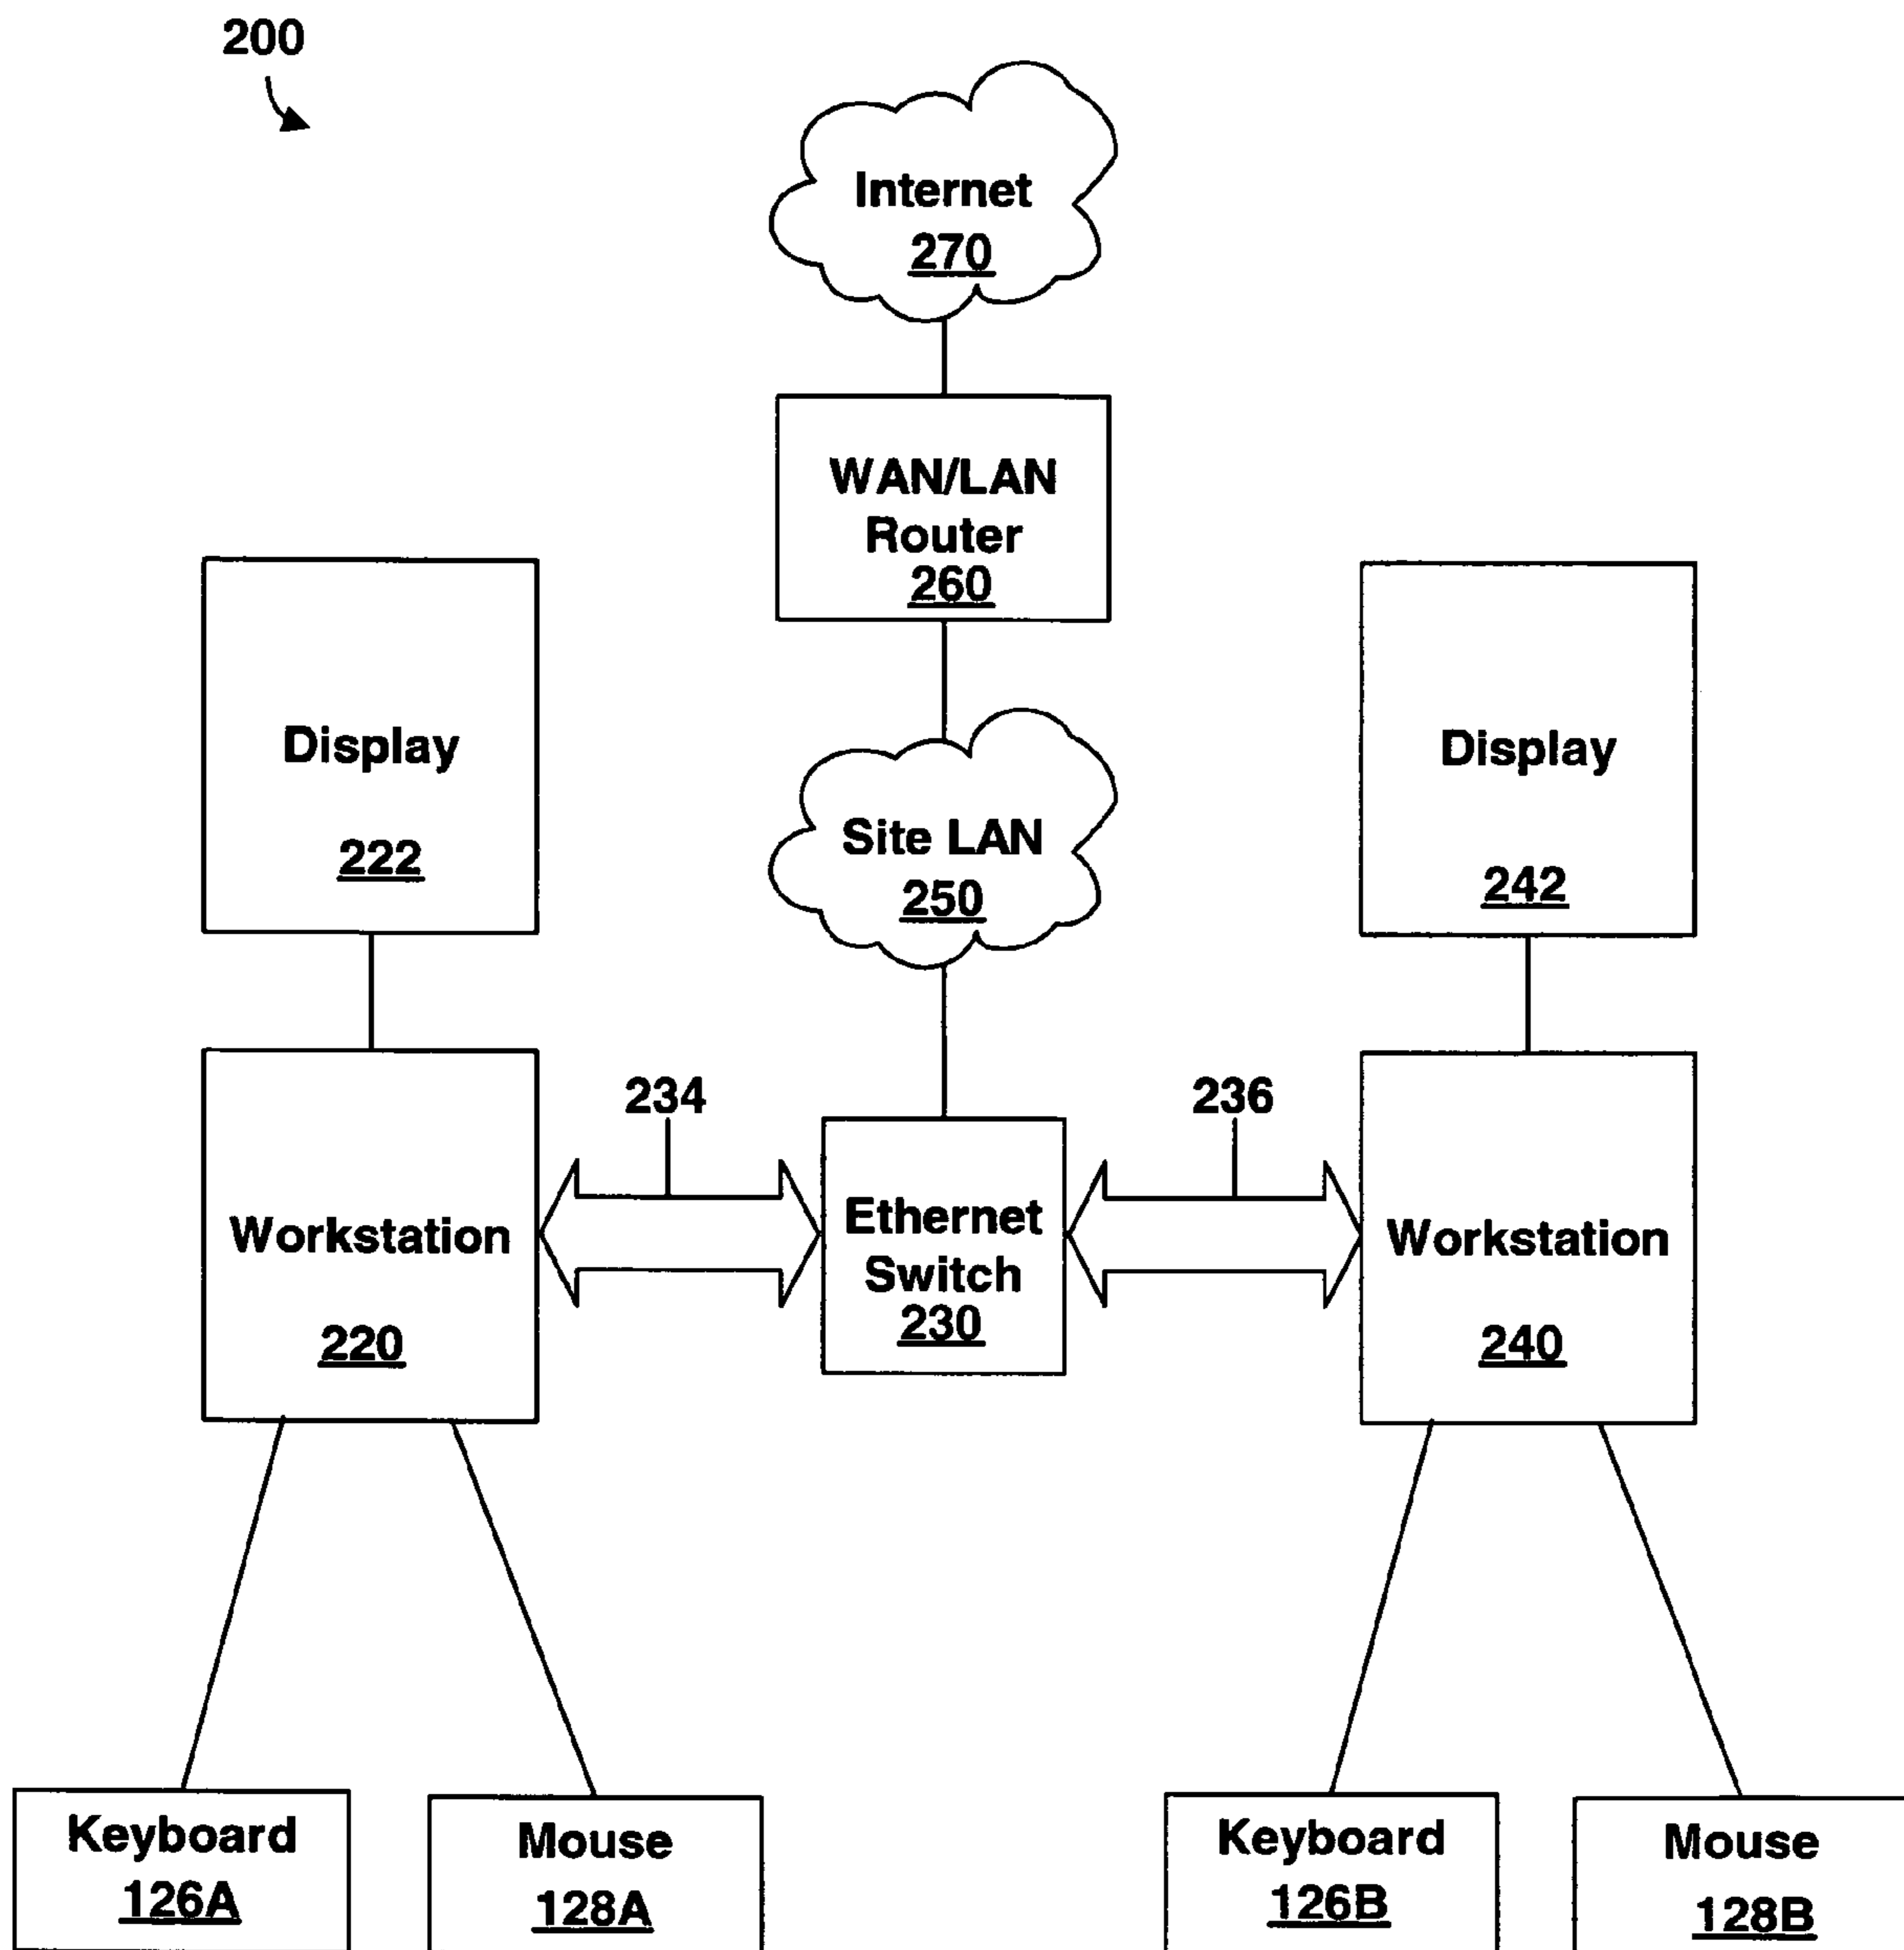 200
Internet
270
WAN/LAN
Router
260
Display
222
Display
242
Site LAN
250
234
236
Workstation
220
Ethernet
Switch
230
Workstation
240
Keyboard
126A
Mouse
128A
Keyboard
126B
Mouse
128B